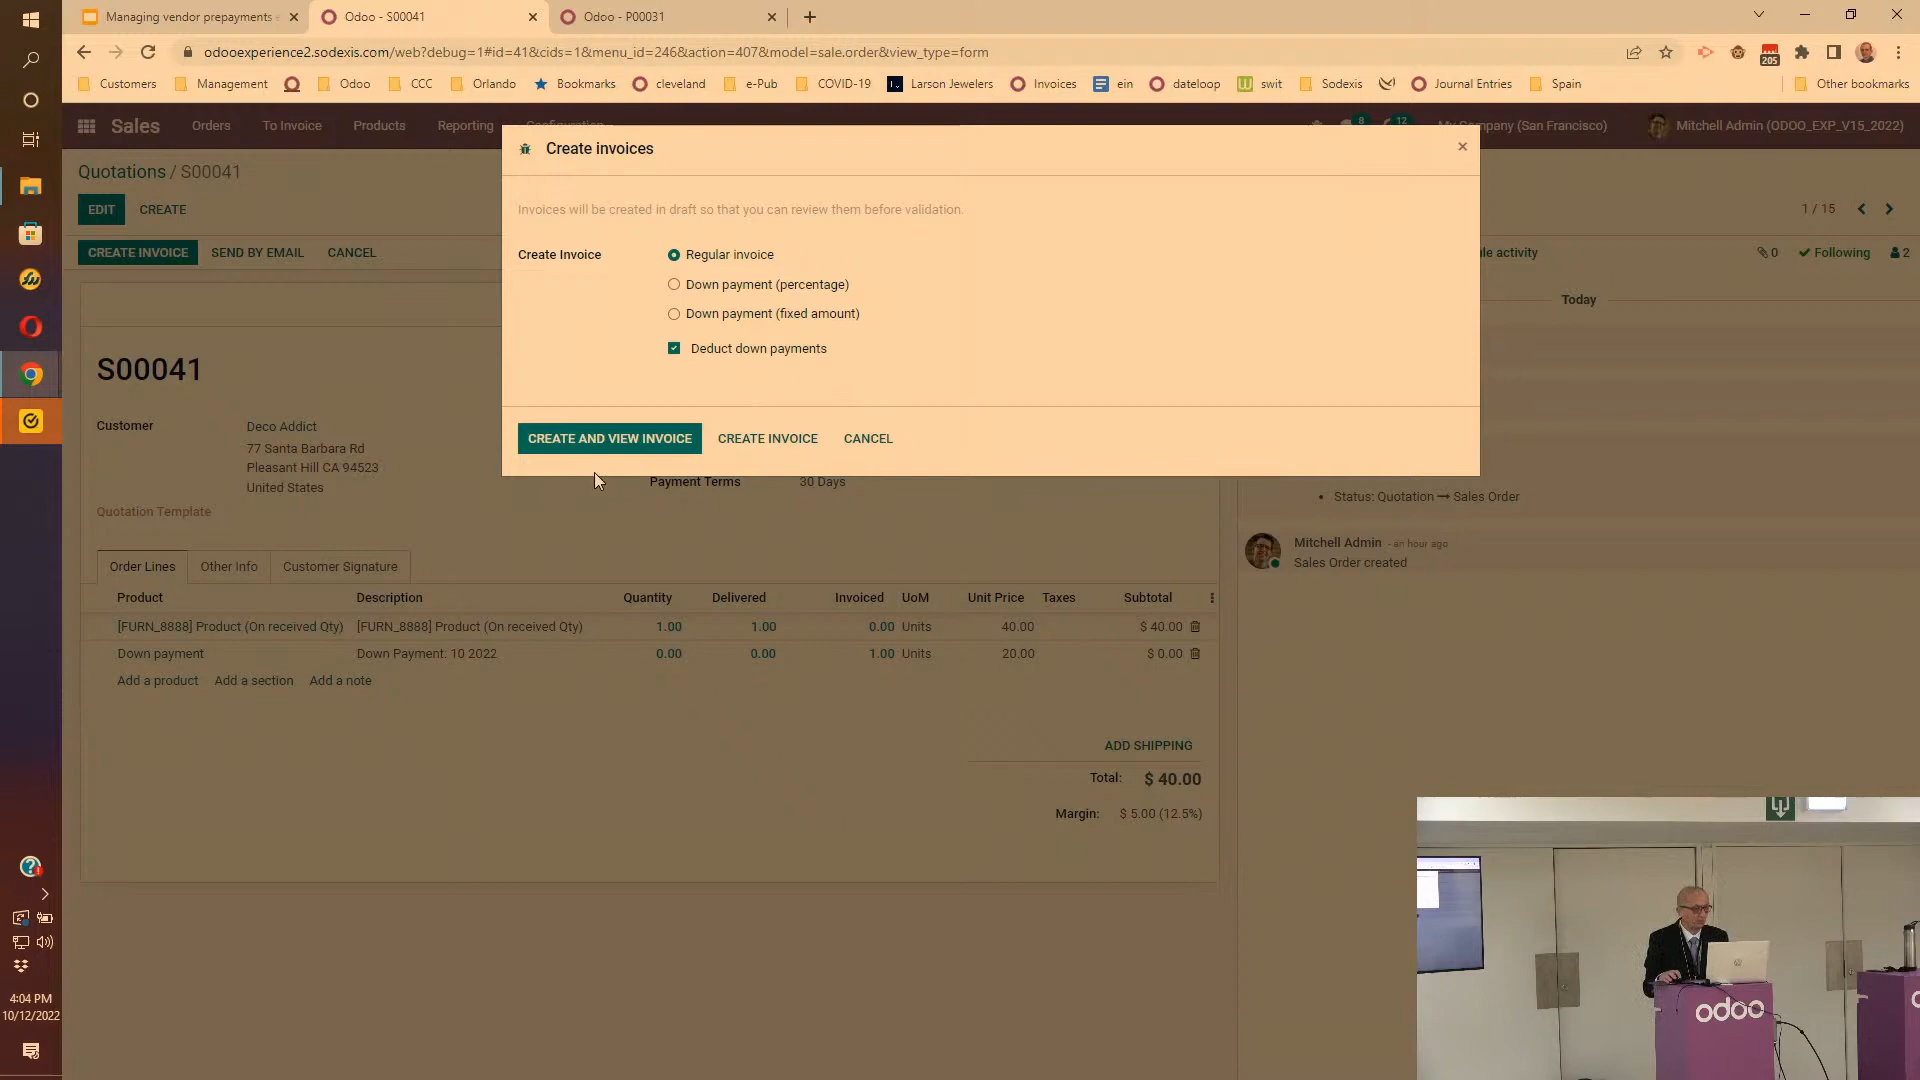 Managing vendor prepayments
Odoo - S00041
Odoo - P00031
odooexperience2.sodexis.com/web?debug=1#id=41&cids=1&menu_id=246&action=407&model=sale.order&view_type=form
205
Customers
Management
Odoo
CCC
Orlando
Bookmarks
cleveland
e-Pub
COVID-19
Larson Jewelers
Invoices
ein
dateloop
swit
Sodexis
Journal Entries
Spain
Other bookmarks
Sales
Orders
To Invoice
Products
Reporting
Configuration
8
12
My Company (San Francisco)
Mitchell Admin (ODOO_EXP_V15_2022)
Quotations / S00041
EDIT
CREATE
1 / 15
CREATE INVOICE
SEND BY EMAIL
CANCEL
activity
0
Following
2
Today
Create invoices
×
Invoices will be created in draft so that you can review them before validation.
Create Invoice
Regular invoice
Down payment (percentage)
Down payment (fixed amount)
Deduct down payments
CREATE AND VIEW INVOICE
CREATE INVOICE
CANCEL
S00041
Customer
Deco Addict
77 Santa Barbara Rd
Pleasant Hill CA 94523
United States
Payment Terms
30 Days
Quotation Template
• Status: Quotation → Sales Order
Mitchell Admin - an hour ago
Sales Order created
Order Lines
Other Info
Customer Signature
Product Description Quantity Delivered Invoiced UoM Unit Price Taxes Subtotal
[FURN_8888] Product (On received Qty) [FURN_8888] Product (On received Qty) 1.00 1.00 0.00 Units 40.00 $ 40.00
Down payment Down Payment: 10 2022 0.00 0.00 1.00 Units 20.00 $ 0.00
Add a product Add a section Add a note
ADD SHIPPING
Total: $ 40.00
Margin: $ 5.00 (12.5%)
4:04 PM
10/12/2022
odoo